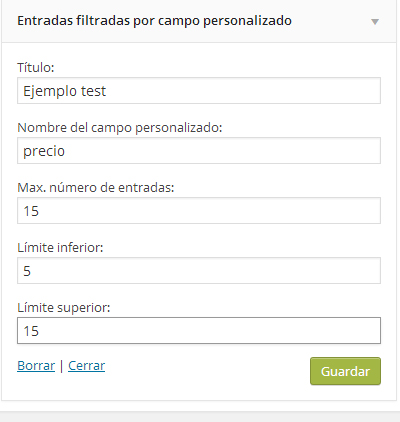 Entradas filtradas por campo personalizado
Título:
Ejemplo test
Nombre del campo personalizado:
precio
Max. número de entradas:
15
Límite inferior:
5
Límite superior:
15
Borrar | Cerrar
Guardar